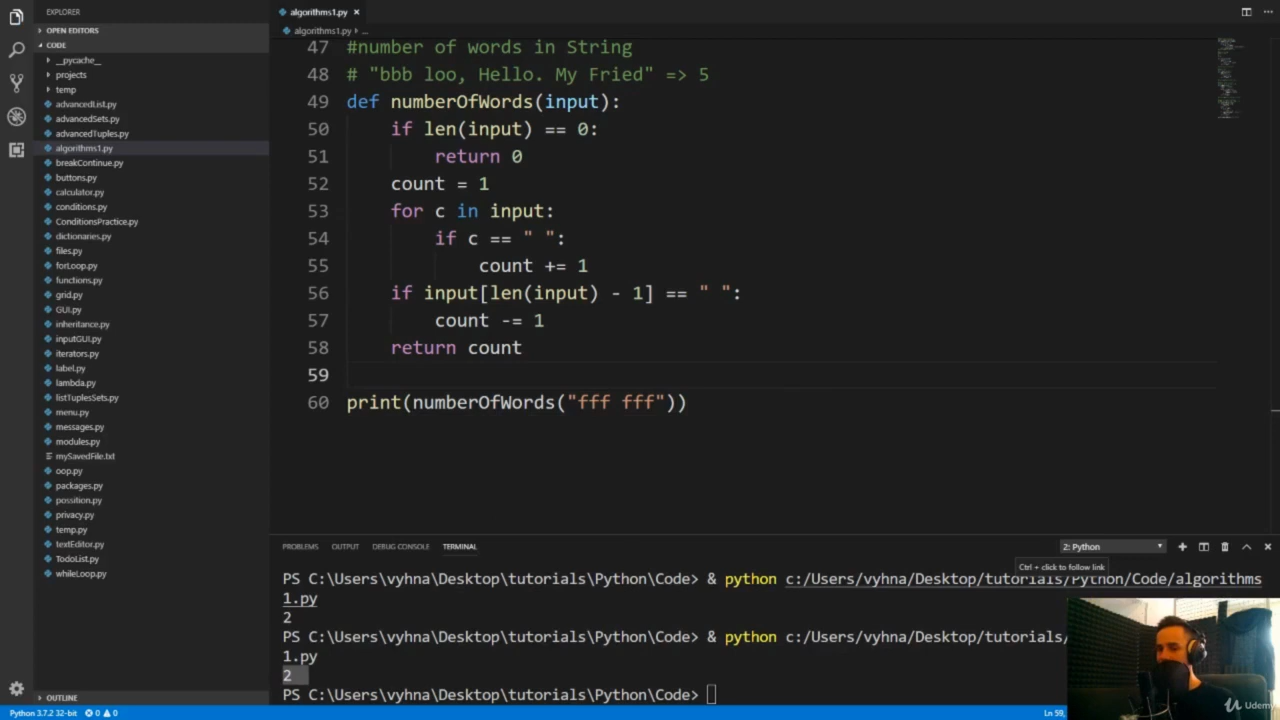 EXPLORER
OPEN EDITORS
CODE
__pycache__
projects
temp
advancedList.py
advancedSets.py
advancedTuples.py
algorithms1.py
breakContinue.py
buttons.py
calculator.py
conditions.py
ConditionsPractice.py
dictionaries.py
files.py
forLoop.py
functions.py
grid.py
GUI.py
inheritance.py
inputGUI.py
iterators.py
label.py
lambda.py
listTuplesSets.py
menu.py
messages.py
modules.py
mySavedFile.txt
oop.py
packages.py
possition.py
privacy.py
temp.py
textEditor.py
TodoList.py
whileLoop.py
OUTLINE
algorithms1.py ×
algorithms1.py > ...
47 #number of words in String
48 # "bbb loo, Hello. My Fried" => 5
49 def numberOfWords(input):
50 if len(input) == 0:
51 return 0
52 count = 1
53 for c in input:
54 if c == " ":
55 count += 1
56 if input[len(input) - 1] == " ":
57 count -= 1
58 return count
59
60 print(numberOfWords("fff fff"))
PROBLEMS OUTPUT DEBUG CONSOLE TERMINAL 2: Python
Ctrl + click to follow link
PS C:\Users\vyhna\Desktop\tutorials\Python\Code> & python c:/Users/vyhna/Desktop/tutorials/Python/Code/algorithms
1.py
2
PS C:\Users\vyhna\Desktop\tutorials\Python\Code> & python c:/Users/vyhna/Desktop/tutorials/
1.py
2
PS C:\Users\vyhna\Desktop\tutorials\Python\Code>
Python 3.7.2 32-bit 0 0 Ln 59,
Udemy